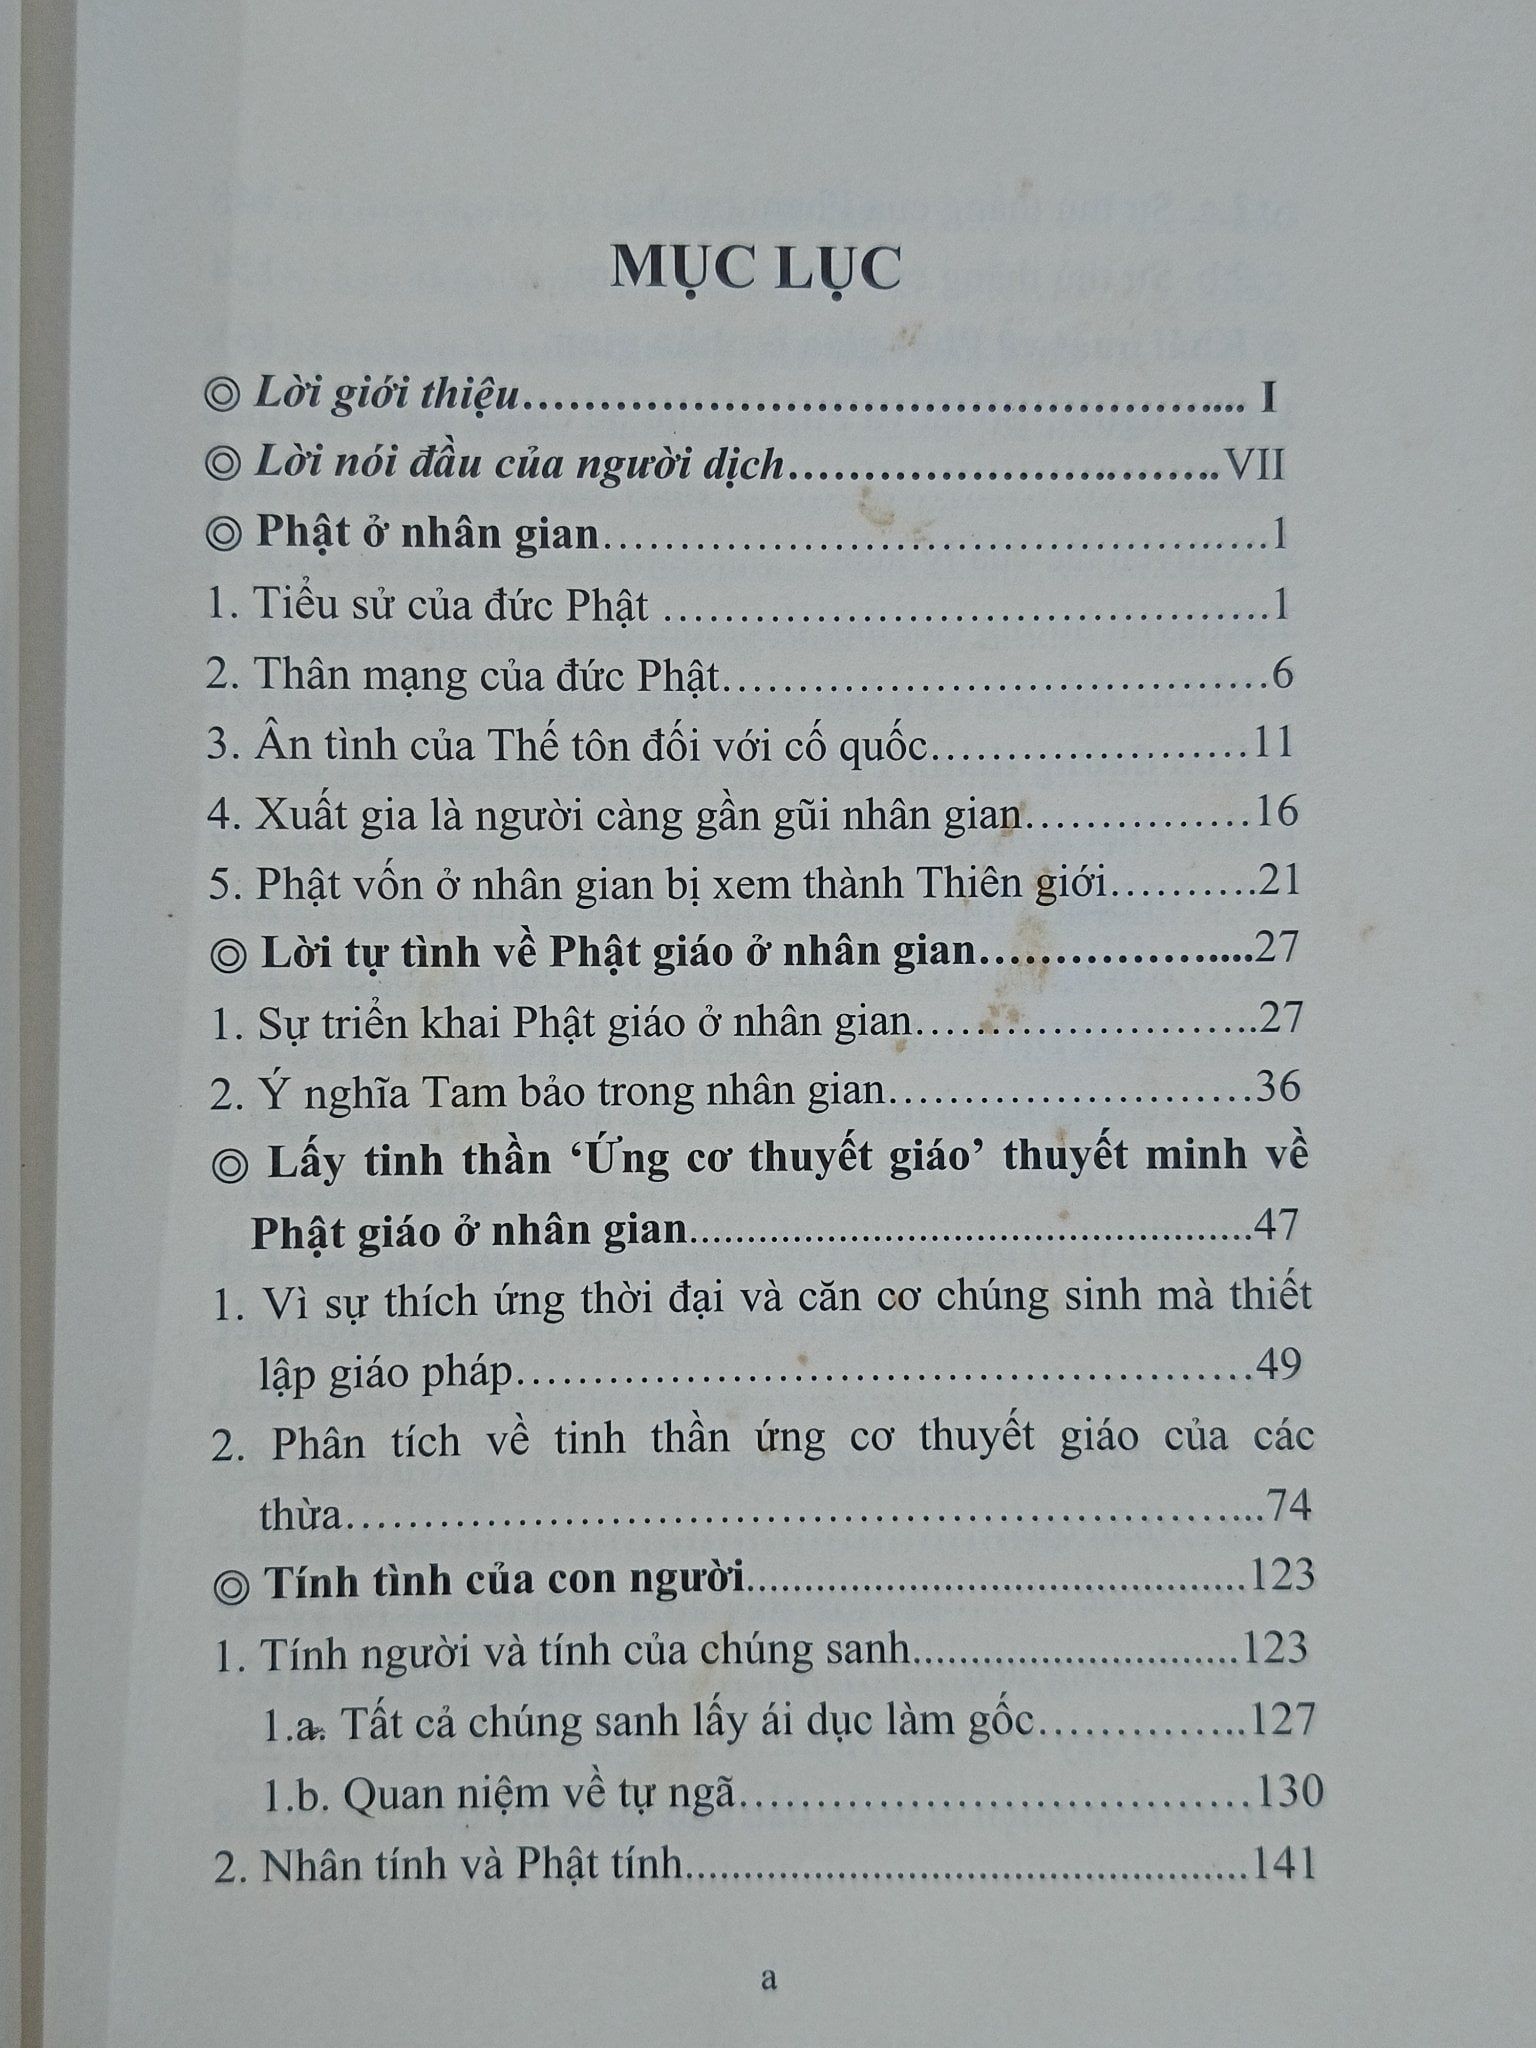 MỤC LỤC
◎ Lời giới thiệu.................................................... I
◎ Lời nói đầu của người dịch.............................VII
◎ Phật ở nhân gian.............................................1
1. Tiểu sử của đức Phật ........................................1
2. Thân mạng của đức Phật....................................6
3. Ân tình của Thế tôn đối với cố quốc.....................11
4. Xuất gia là người càng gần gũi nhân gian...............16
5. Phật vốn ở nhân gian bị xem thành Thiên giới..........21
◎ Lời tự tình về Phật giáo ở nhân gian...................27
1. Sự triển khai Phật giáo ở nhân gian.......................27
2. Ý nghĩa Tam bảo trong nhân gian........................36
◎ Lấy tinh thần ‘Ứng cơ thuyết giáo’ thuyết minh về
Phật giáo ở nhân gian.................................................47
1. Vì sự thích ứng thời đại và căn cơ chúng sinh mà thiết
lập giáo pháp.................................................49
2. Phân tích về tinh thần ứng cơ thuyết giáo của các
thừa............................................................74
◎ Tính tình của con người...........................................123
1. Tính người và tính của chúng sanh.............................123
1.a. Tất cả chúng sanh lấy ái dục làm gốc..............127
1.b. Quan niệm về tự ngã..................................130
2. Nhân tính và Phật tính.................................................141
a